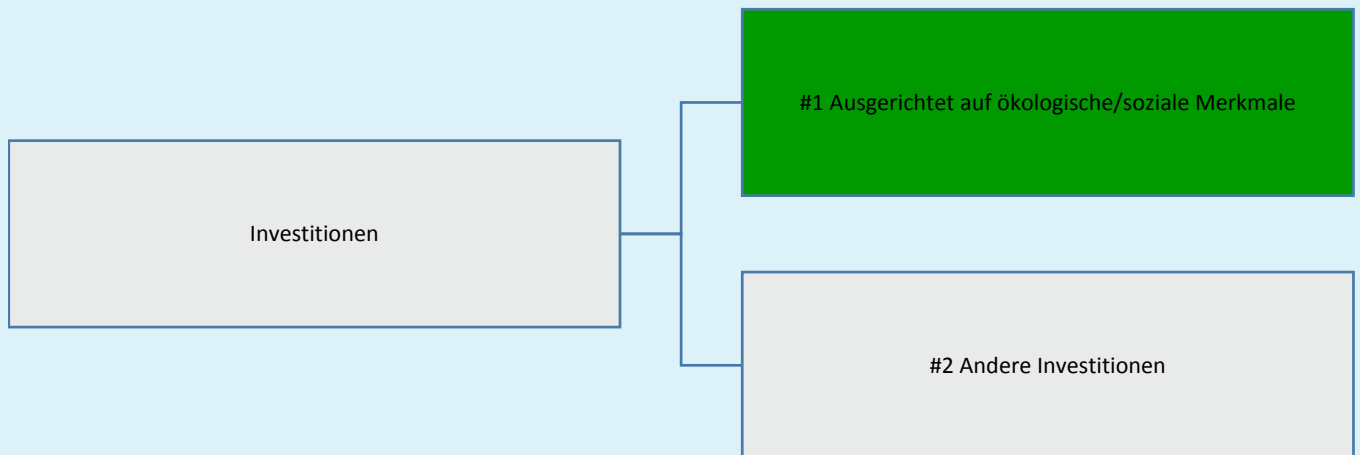 #1 Ausgerichtet auf ökologische/soziale Merkmale
Investitionen
#2 Andere Investitionen